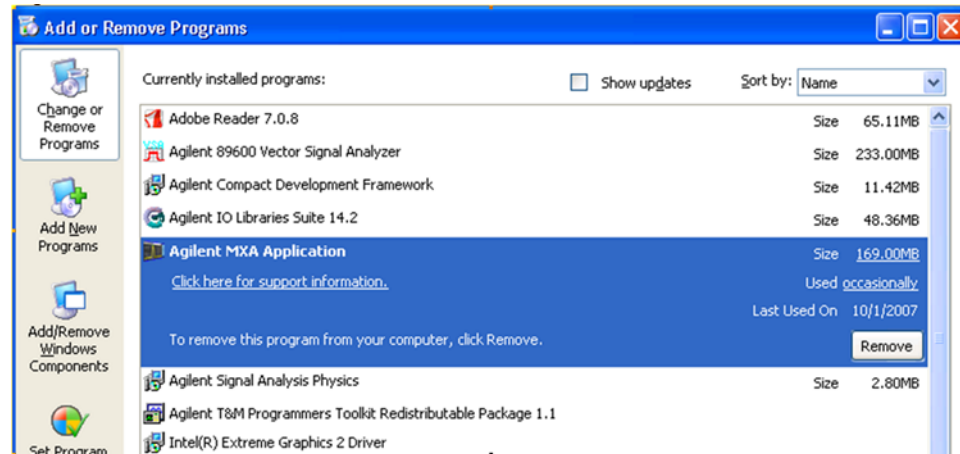 Add or Remove Programs
Change or
Remove
Programs
Add New
Programs
Add/Remove
Windows
Components
Set Program
Currently installed programs:
Show updates
Sort by: Name
Adobe Reader 7.0.8 Size 65.11MB
Agilent 89600 Vector Signal Analyzer Size 233.00MB
Agilent Compact Development Framework Size 11.42MB
Agilent IO Libraries Suite 14.2 Size 48.36MB
Agilent MXA Application Size 169.00MB
Click here for support information. Used occasionally
Last Used On 10/1/2007
To remove this program from your computer, click Remove. Remove
Agilent Signal Analysis Physics Size 2.80MB
Agilent T&M Programmers Toolkit Redistributable Package 1.1
Intel(R) Extreme Graphics 2 Driver